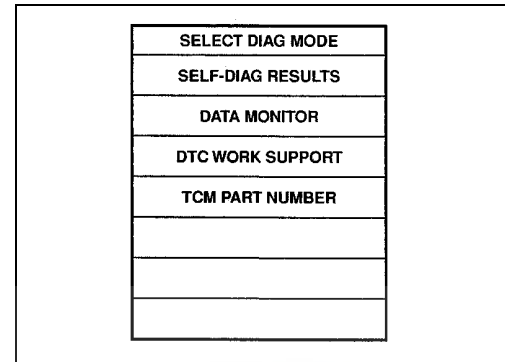 SELECT DIAG MODE
SELF-DIAG RESULTS
DATA MONITOR
DTC WORK SUPPORT
TCM PART NUMBER